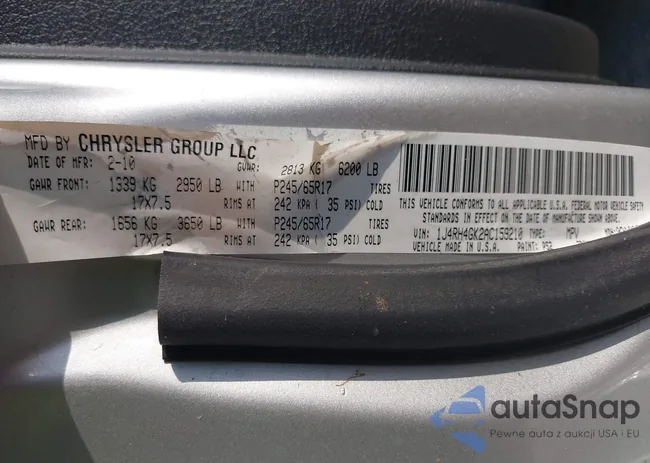 MFD BY CHRYSLER GROUP LLC
DATE OF MFR: 2-10 GVWR: 2813 KG 6200 LB
GAWR FRONT: 1339 KG 2950 LB WITH P245/65R17 TIRES
17X7.5 RIMS AT 242 KPA ( 35 PSI) COLD
GAWR REAR: 1656 KG 3650 LB WITH P245/65R17 TIRES
17X7.5 RIMS AT 242 KPA ( 35 PSI) COLD
THIS VEHICLE CONFORMS TO ALL APPLICABLE U.S.A. FEDERAL MOTOR VEHICLE SAFETY
STANDARDS IN EFFECT ON THE DATE OF MANUFACTURE SHOWN ABOVE.
VIN: 1J4RH4GK2AC159210 TYPE: MPV
VEHICLE MADE IN U.S.A. PAINT:
autaSnap
Pewne auta z aukcji USA i EU